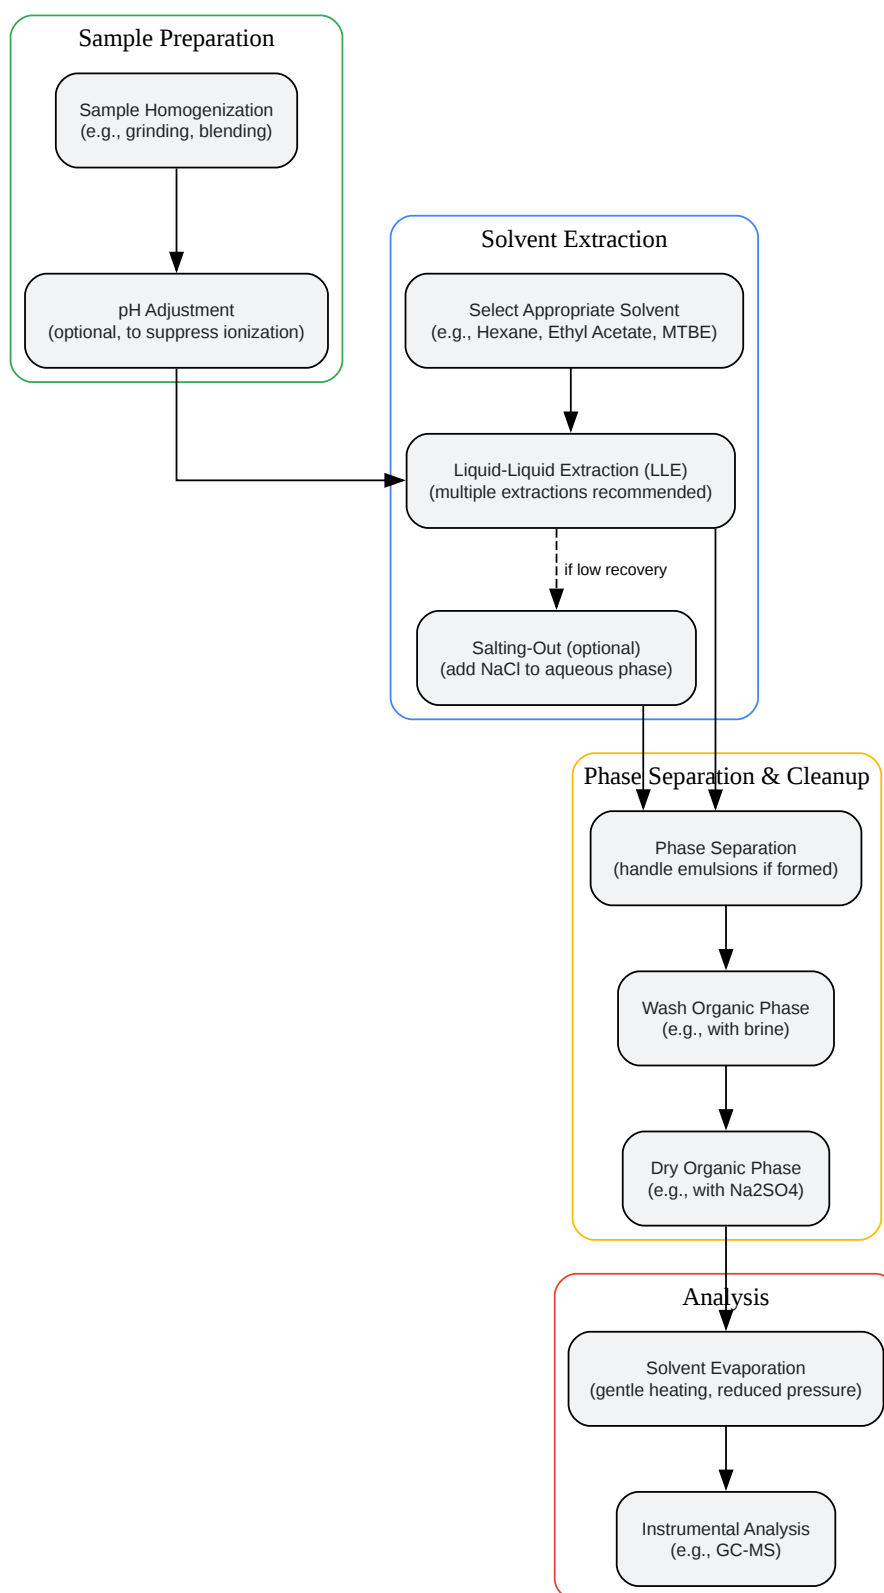 Sample Preparation
Sample Homogenization
(e.g., grinding, blending)
pH Adjustment
(optional, to suppress ionization)
Solvent Extraction
Select Appropriate Solvent
(e.g., Hexane, Ethyl Acetate, MTBE)
Liquid-Liquid Extraction (LLE)
(multiple extractions recommended)
if low recovery
Salting-Out (optional)
(add NaCl to aqueous phase)
Phase Separation & Cleanup
Phase Separation
(handle emulsions if formed)
Wash Organic Phase
(e.g., with brine)
Dry Organic Phase
(e.g., with Na2SO4)
Analysis
Solvent Evaporation
(gentle heating, reduced pressure)
Instrumental Analysis
(e.g., GC-MS)